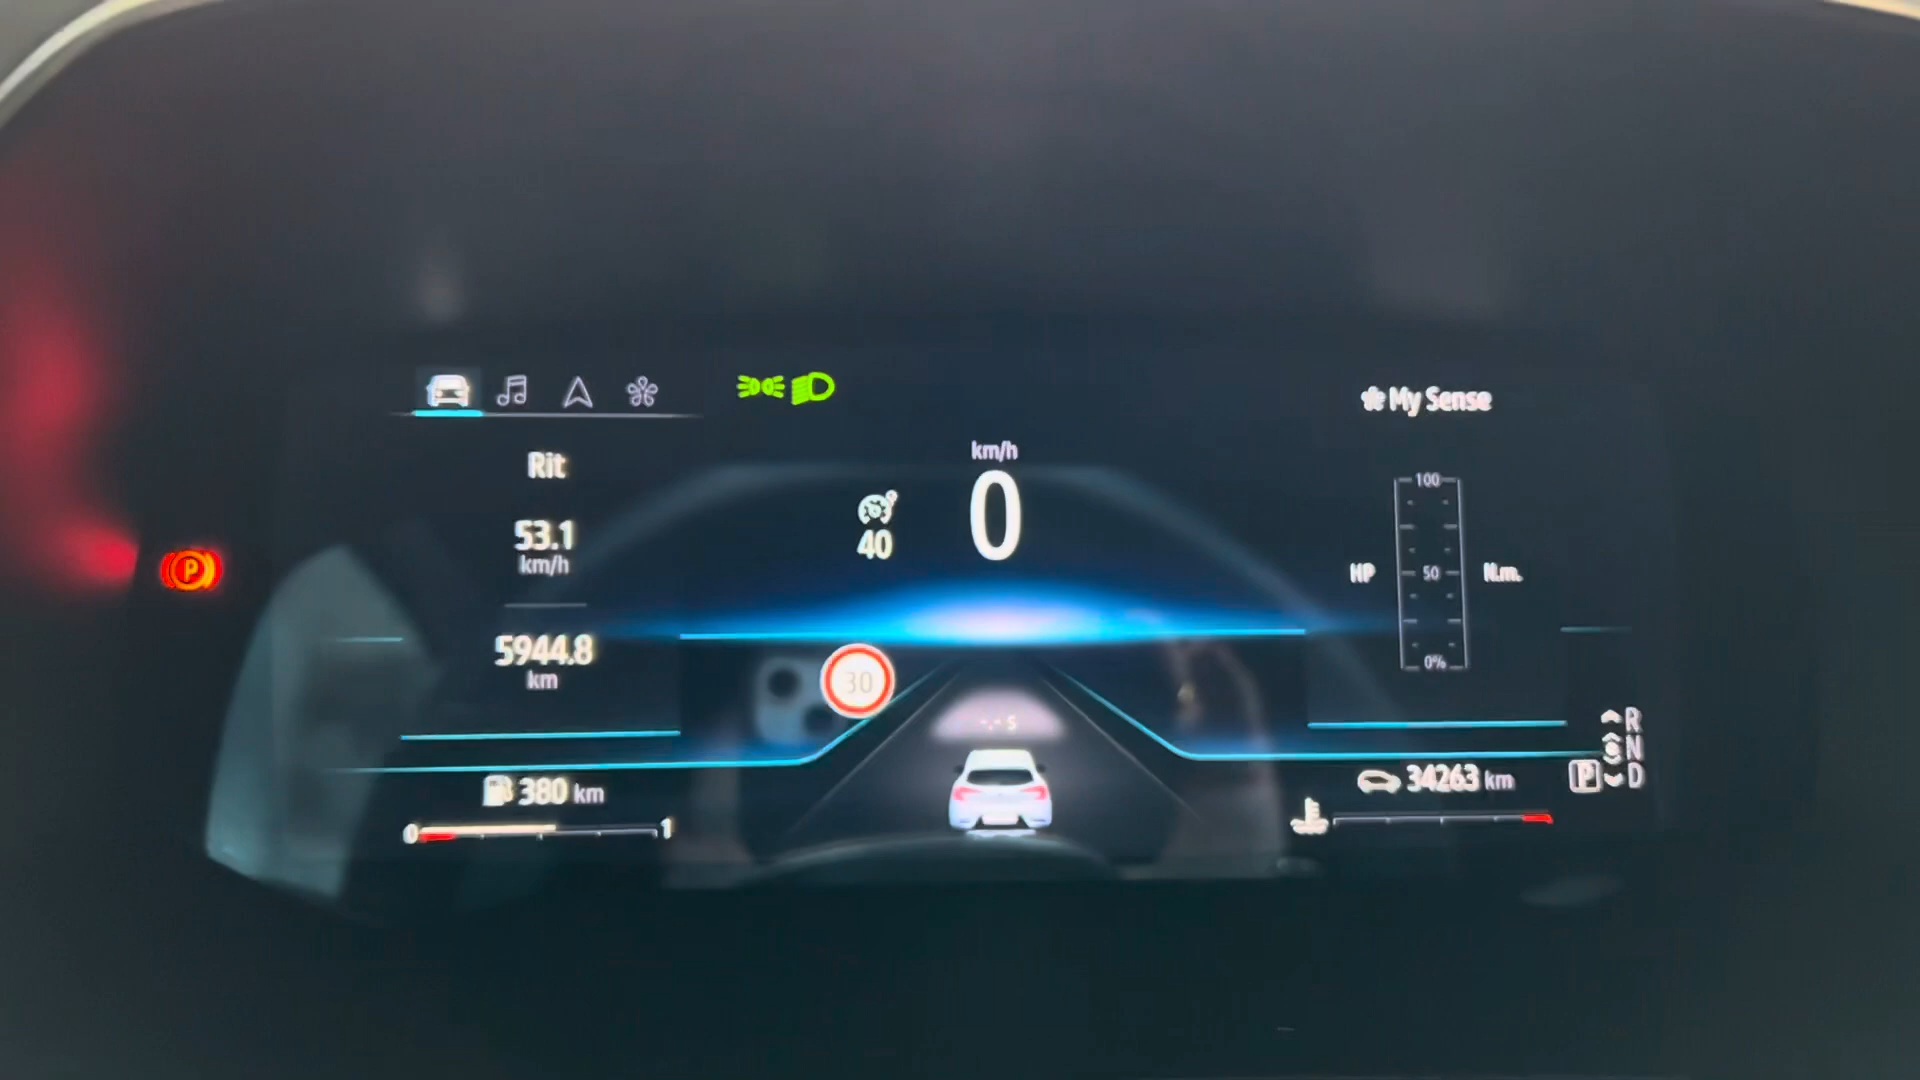 My Sense
Rit
53.1
km/h
5944.8
km
km/h
0
40
30
100
50
0%
HP
N.m.
R
N
D
P
380 km
0
1
34263 km
P